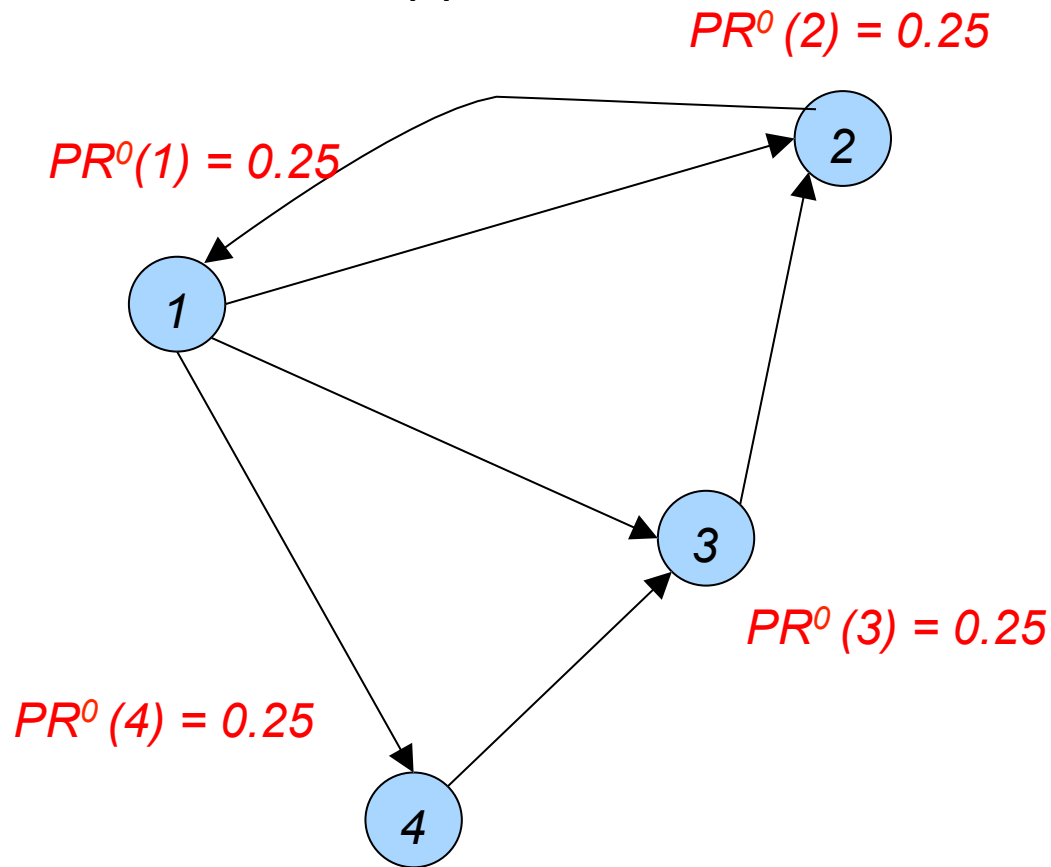 PR⁰ (2) = 0.25
PR⁰(1) = 0.25
2
1
3
PR⁰ (3) = 0.25
PR⁰ (4) = 0.25
4